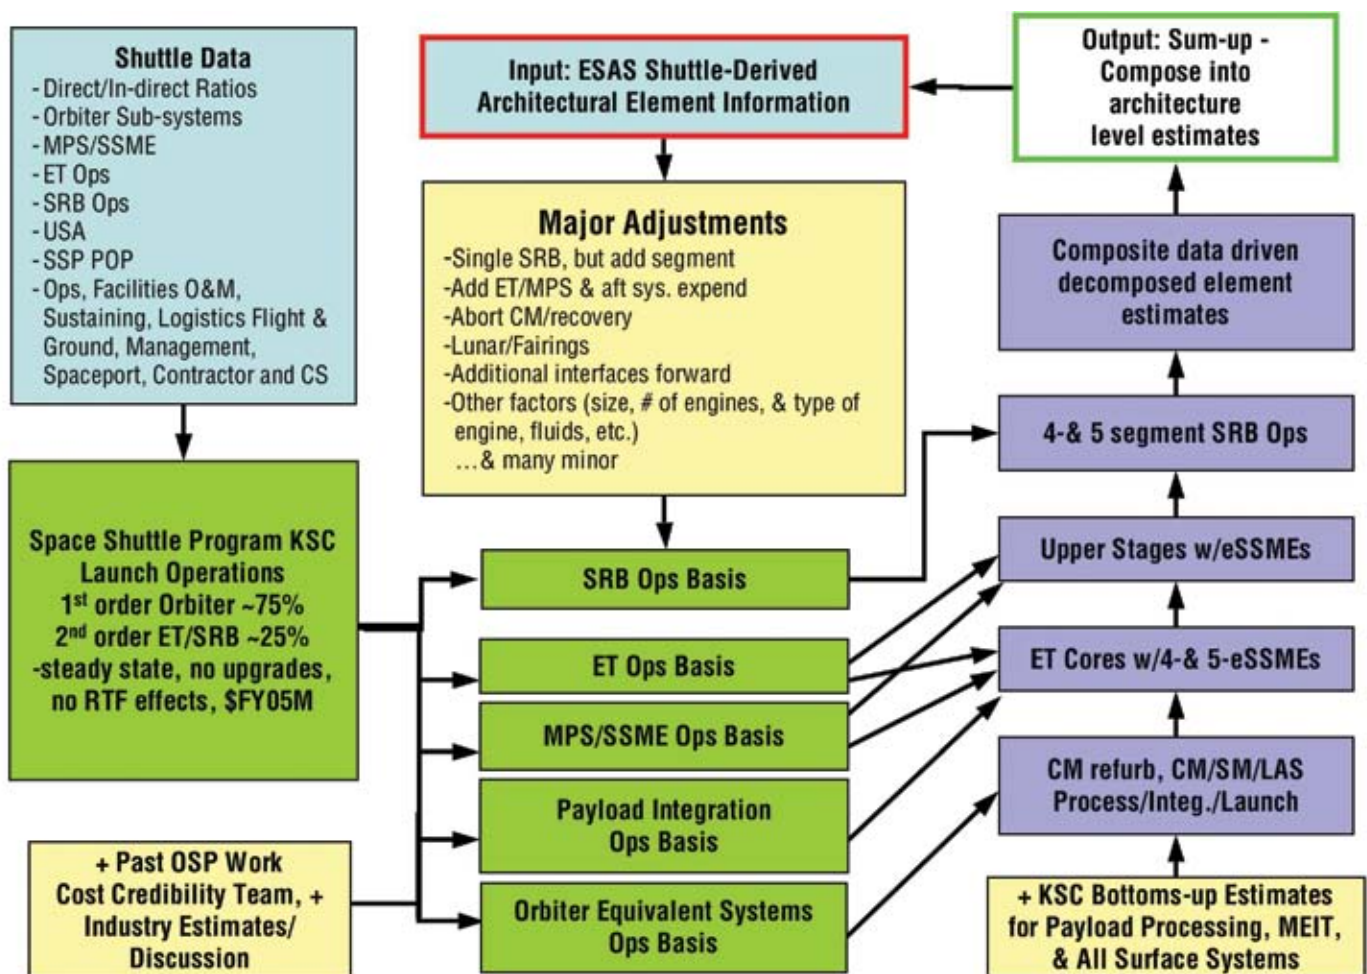 Shuttle Data
- Direct/In-direct Ratios
- Orbiter Sub-systems
- MPS/SSME
- ET Ops
- SRB Ops
- USA
- SSP POP
- Ops, Facilities O&M,
Sustaining, Logistics Flight &
Ground, Management,
Spaceport, Contractor and CS
Space Shuttle Program KSC
Launch Operations
1st order Orbiter ~75%
2nd order ET/SRB ~25%
-steady state, no upgrades,
no RTF effects, $FY05M
+ Past OSP Work
Cost Credibility Team, +
Industry Estimates/
Discussion
Input: ESAS Shuttle-Derived
Architectural Element Information
Major Adjustments
-Single SRB, but add segment
-Add ET/MPS & aft sys. expend
-Abort CM/recovery
-Lunar/Fairings
-Additional interfaces forward
-Other factors (size, # of engines, & type of
engine, fluids, etc.)
...& many minor
SRB Ops Basis
ET Ops Basis
MPS/SSME Ops Basis
Payload Integration
Ops Basis
Orbiter Equivalent Systems
Ops Basis
Output: Sum-up -
Compose into
architecture
level estimates
Composite data driven
decomposed element
estimates
4-& 5 segment SRB Ops
Upper Stages w/eSSMEs
ET Cores w/4-& 5-eSSMEs
CM refurb, CM/SM/LAS
Process/Integ./Launch
+ KSC Bottoms-up Estimates
for Payload Processing, MEIT,
& All Surface Systems